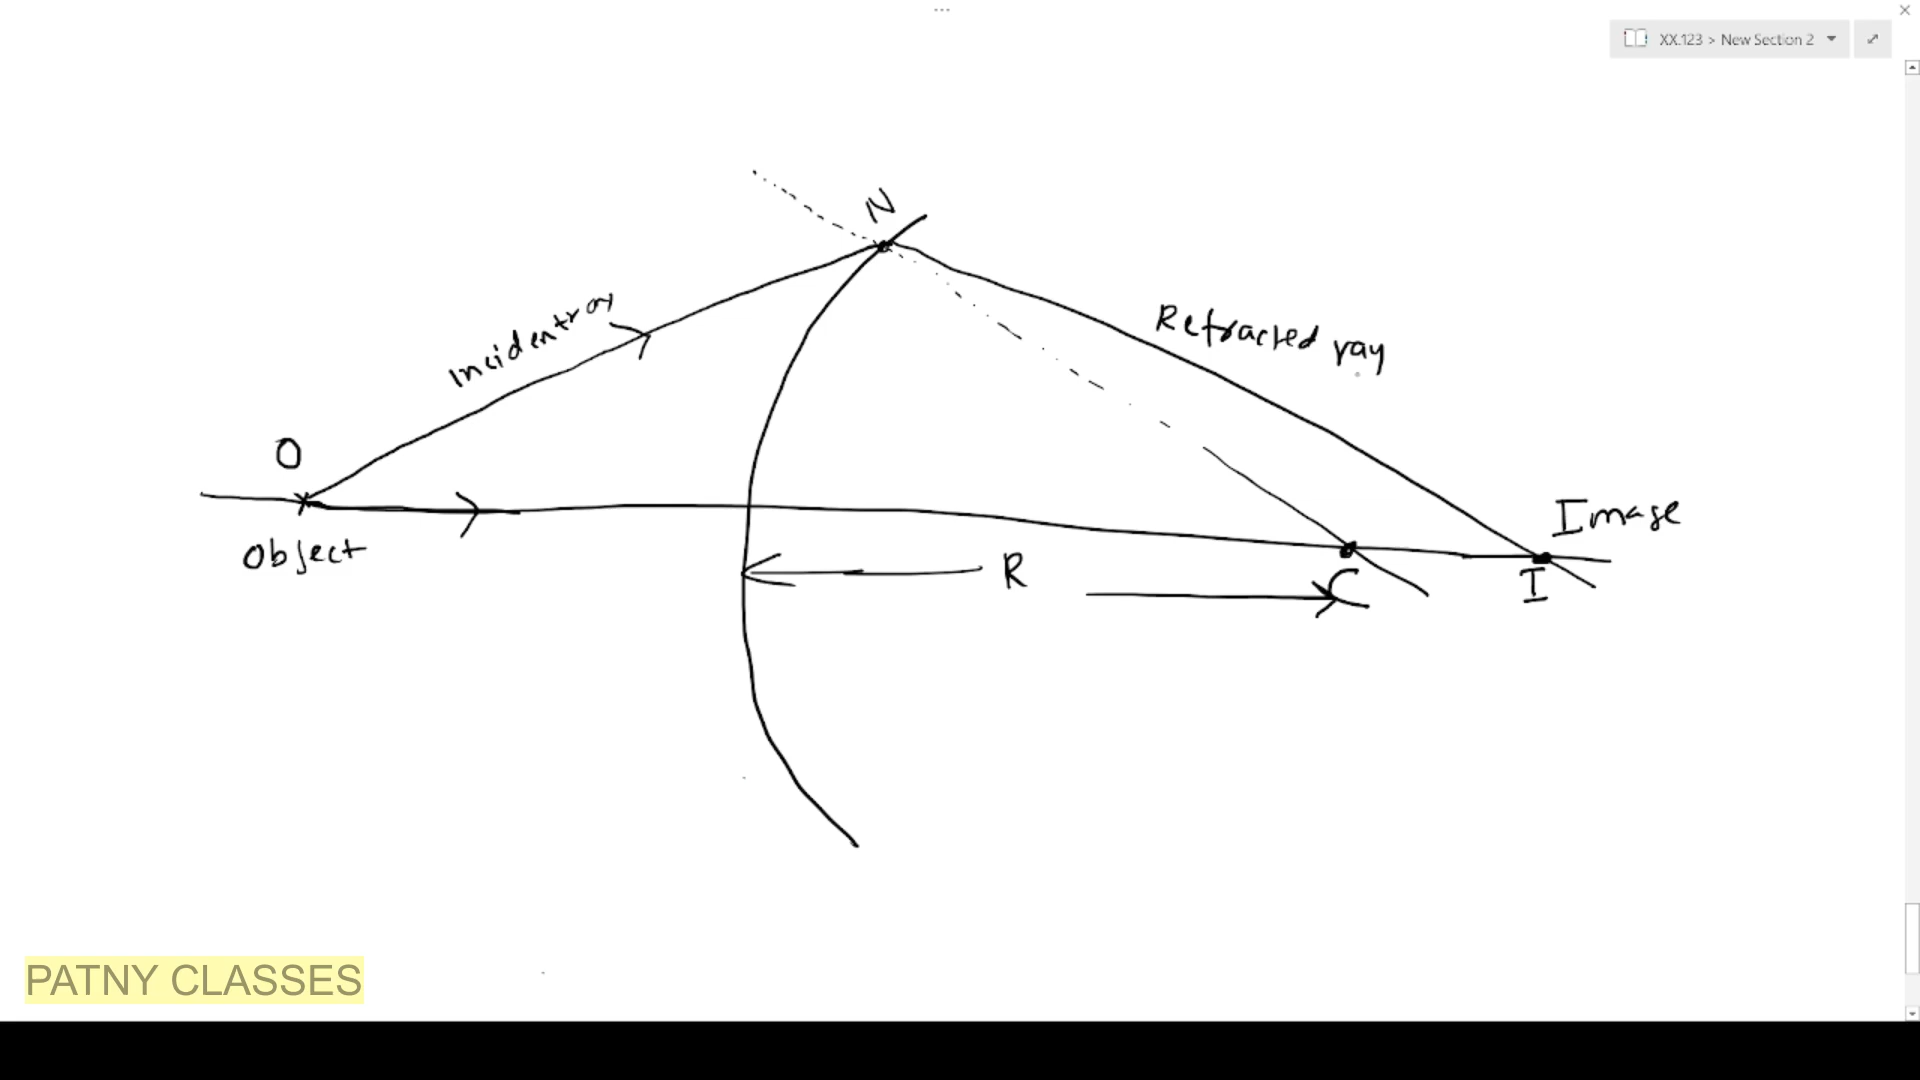 XX.123 > New Section 2
N
Incident ray
Refracted ray
O
Object
Image
R
C
I
PATNY CLASSES